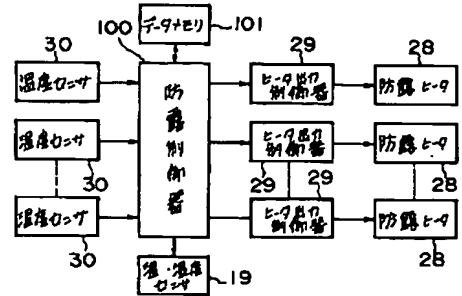 データメモリ
101
100
30
温度センサ
29
ヒータ出力
制御器
28
防露ヒータ
防露制御器
温度センサ
30
ヒータ出力
制御器
29
防露ヒータ
28
29
温度センサ
30
ヒータ出力
制御器
防露ヒータ
28
温・湿度
センサ
19